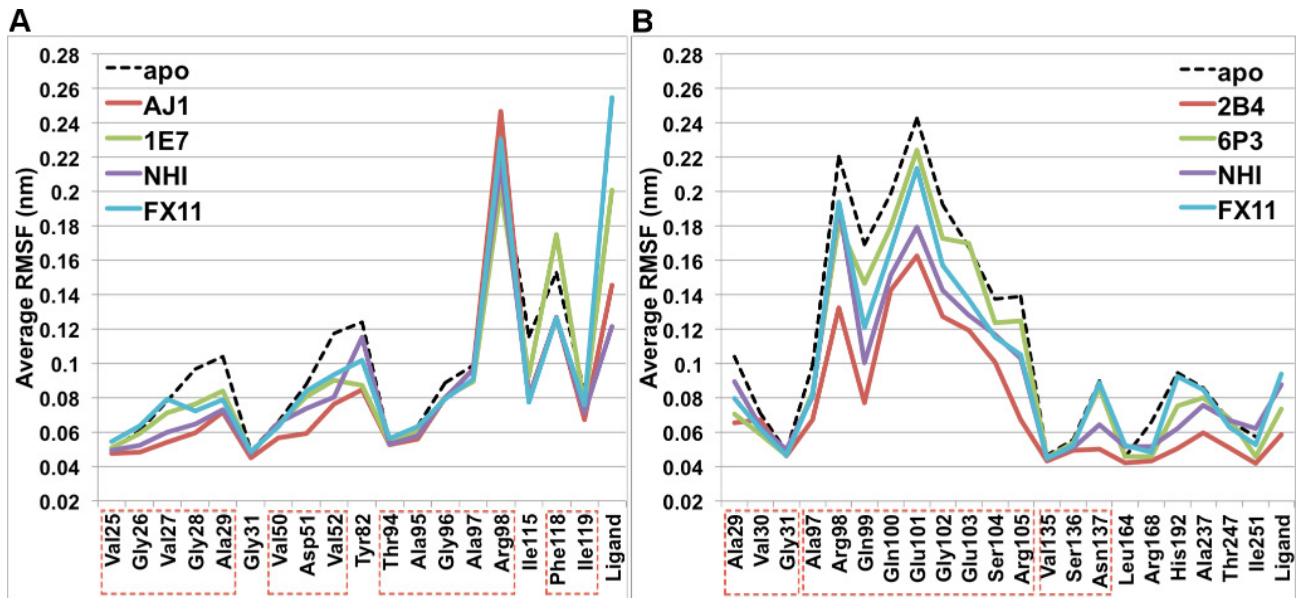 A
Average RMSF (nm)
0.28
0.26
0.24
0.22
0.2
0.18
0.16
0.14
0.12
0.1
0.08
0.06
0.04
0.02
apo
AJ1
1E7
NHI
FX11
Val25
Gly26
Val27
Gly28
Ala29
Gly31
Val50
Asp51
Val52
Tyr82
Thr94
Ala95
Gly96
Ala97
Arg98
Ile115
Phe118
Ile119
Ligand
B
Average RMSF (nm)
0.28
0.26
0.24
0.22
0.2
0.18
0.16
0.14
0.12
0.1
0.08
0.06
0.04
0.02
apo
2B4
6P3
NHI
FX11
Ala29
Val30
Gly31
Ala97
Arg98
Gln99
Gln100
Glu101
Gly102
Glu103
Ser104
Arg105
Val135
Ser136
Asn137
Leu164
Arg168
His192
Ala237
Thr247
Ile251
Ligand